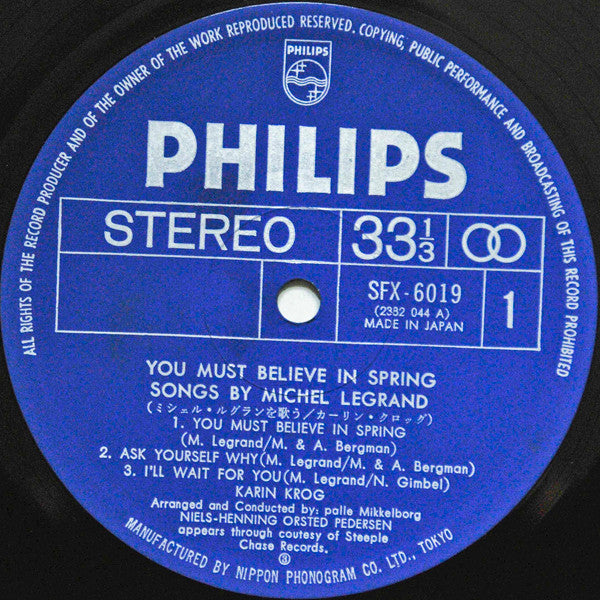 ALL RIGHTS OF THE RECORD PRODUCER AND OF THE OWNER OF THE WORK REPRODUCED RESERVED. COPYING, PUBLIC PERFORMANCE AND BROADCASTING OF THIS RECORD PROHIBITED
PHILIPS
PHILIPS
STEREO 33 1/3
SFX-6019 1
(2382 044 A)
MADE IN JAPAN
YOU MUST BELIEVE IN SPRING
SONGS BY MICHEL LEGRAND
(ミシェル・ルグランを歌う/カーリン・クロッグ)
1. YOU MUST BELIEVE IN SPRING
(M. Legrand/M. & A. Bergman)
2. ASK YOURSELF WHY(M. Legrand/M. & A. Bergman)
3. I'LL WAIT FOR YOU(M. Legrand/N. Gimbel)
KARIN KROG
Arranged and Conducted by: palle Mikkelborg
NIELS-HENNING ORSTED PEDERSEN
appears through coutesy of Steeple
Chase Records.
MANUFACTURED BY NIPPON PHONOGRAM CO. LTD., TOKYO